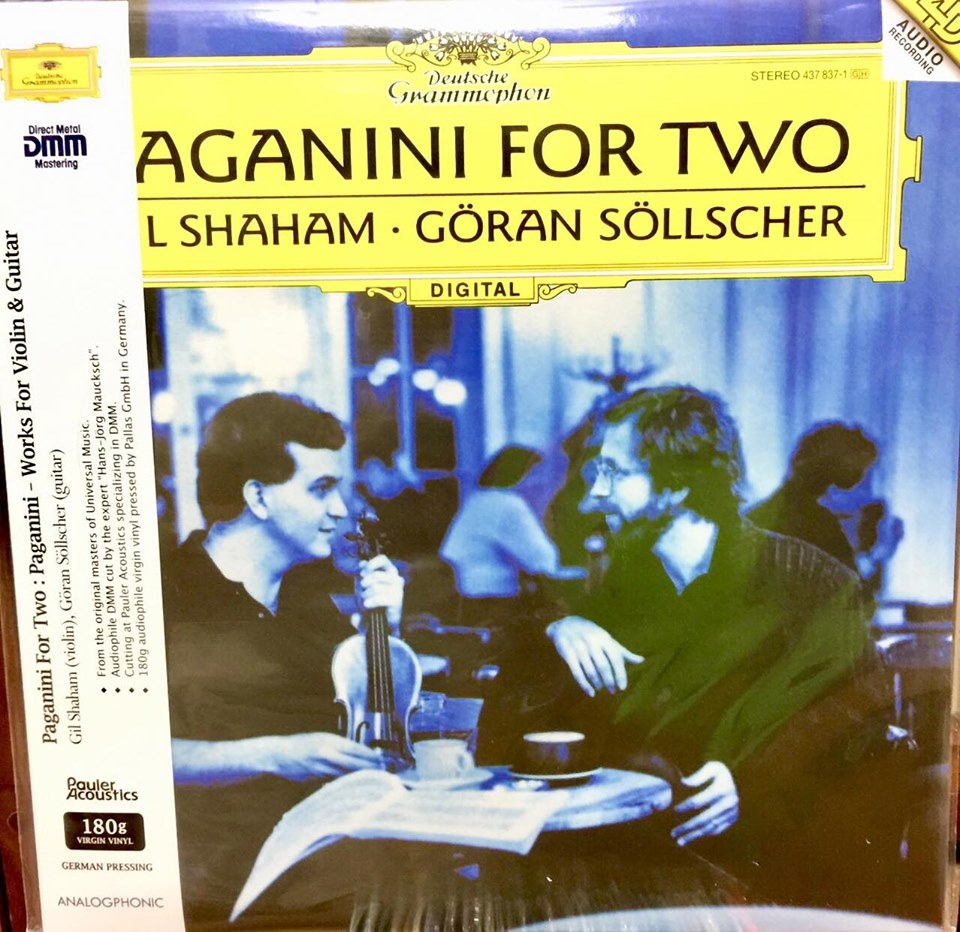 Deutsche
Grammophon
Direct Metal
DMM
Mastering
Paganini For Two : Paganini - Works For Violin & Guitar
Gil Shaham (violin), Göran Söllscher (guitar)
♦ From the original masters of Universal Music.
♦ Audiophile DMM cut by the expert "Hans-Jörg Maucksch".
♦ Cutting at Pauler Acoustics specializing in DMM.
♦ 180g audiophile virgin vinyl pressed by Pallas GmbH in Germany.
Pauler
Acoustics
180g
VIRGIN VINYL
GERMAN PRESSING
ANALOGPHONIC
Deutsche
Grammophon
STEREO 437 837-1 GH
AGANINI FOR TWO
L SHAHAM · GÖRAN SÖLLSCHER
DIGITAL
AUDIO
RECORDING